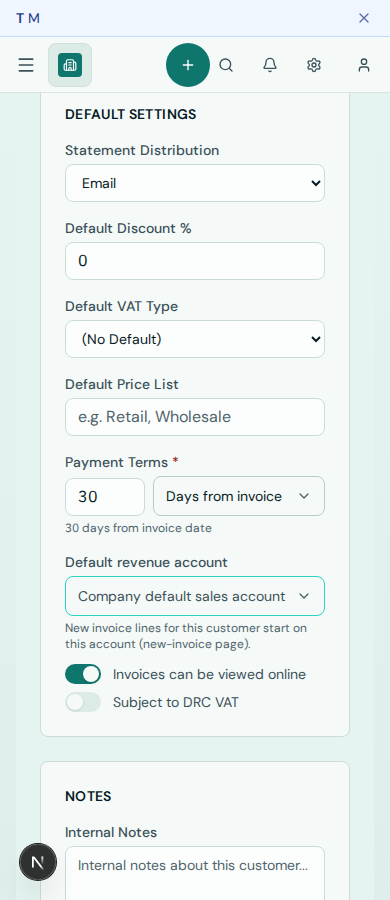 T M
DEFAULT SETTINGS
Statement Distribution
Email
Default Discount %
0
Default VAT Type
(No Default)
Default Price List
e.g. Retail, Wholesale
Payment Terms *
30
Days from invoice
30 days from invoice date
Default revenue account
Company default sales account
New invoice lines for this customer start on
this account (new-invoice page).
Invoices can be viewed online
Subject to DRC VAT
NOTES
Internal Notes
N
Internal notes about this customer...